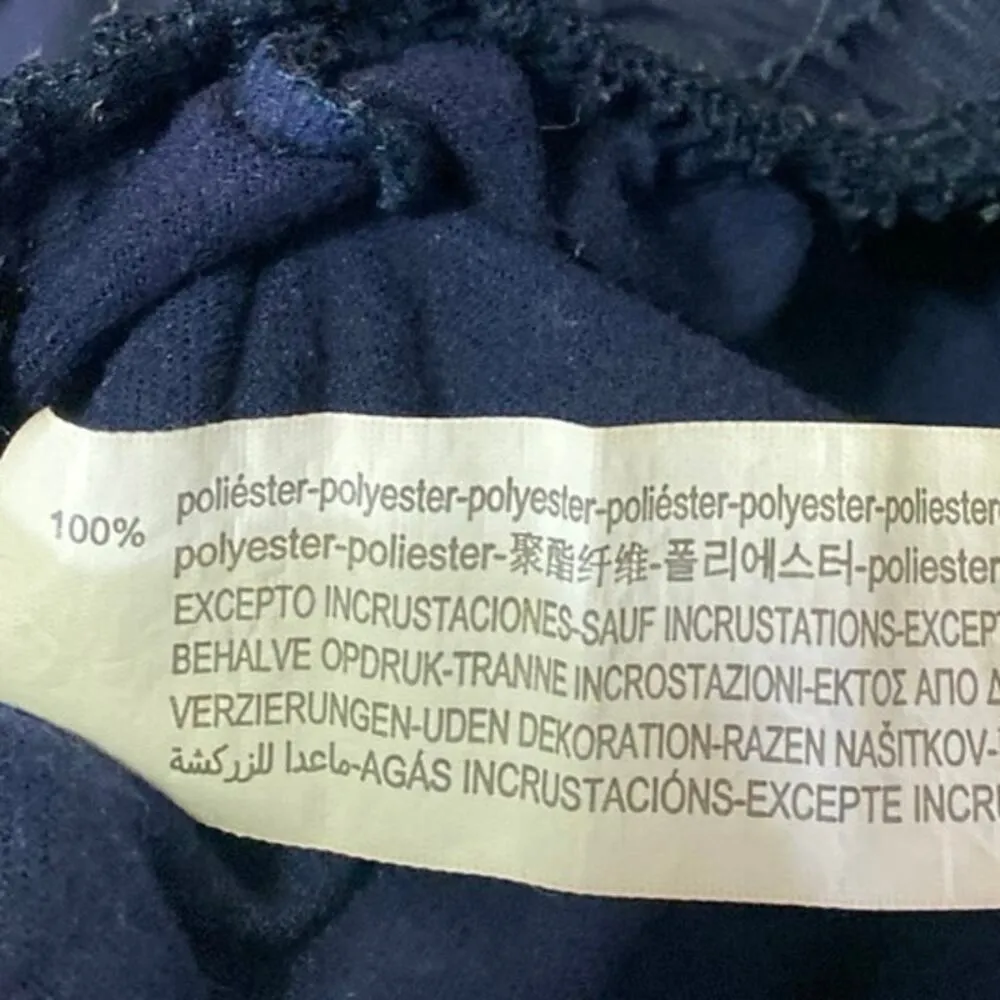 100% poliéster-polyester-polyester-poliéster-polyester-poliester
polyester-poliester-聚酯纤维-폴리에스터-poliester
EXCEPTO INCRUSTACIONES-SAUF INCRUSTATIONS-EXCEPT
BEHALVE OPDRUK-TRANNE INCROSTAZIONI-ΕΚΤΟΣ ΑΠΟ Δ
VERZIERUNGEN-UDEN DEKORATION-RAZEN NAŠITKOV-
ماعدا للزركشة-AGÁS INCRUSTACIÓNS-EXCEPTE INCRU